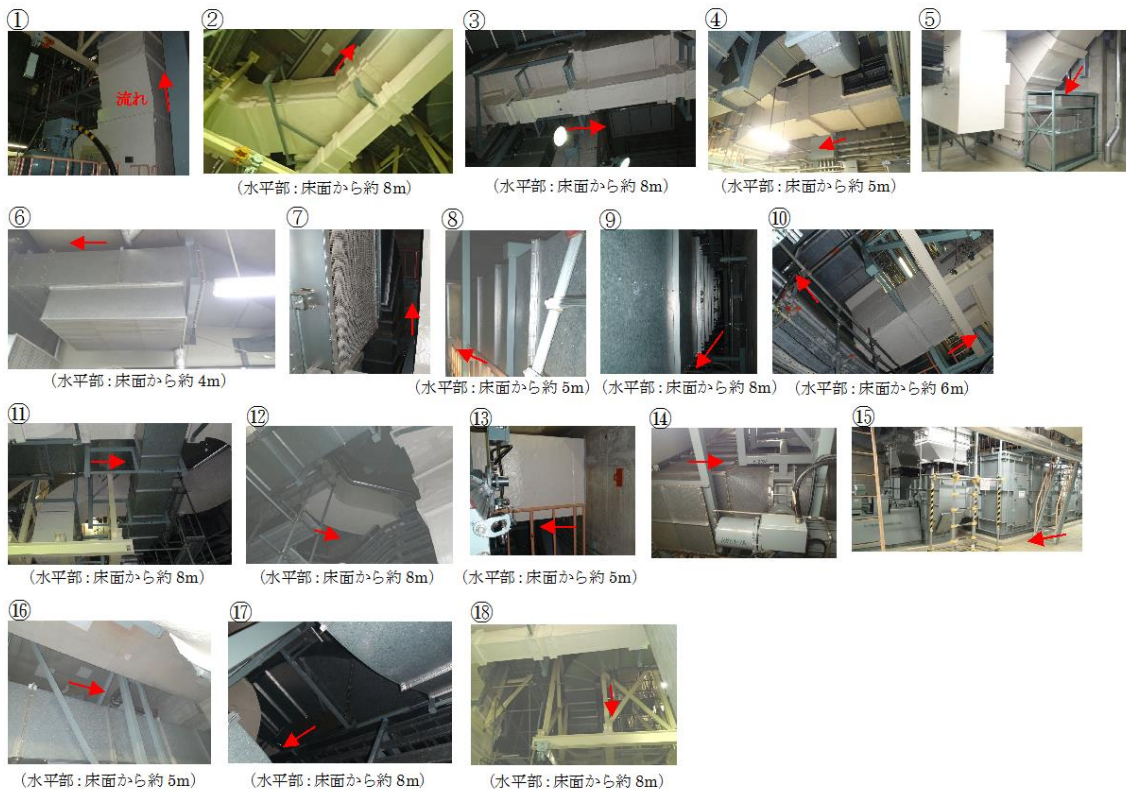 ① ② ③ ④ ⑤
流れ
(水平部:床面から約 8m) (水平部:床面から約 8m) (水平部:床面から約 5m)
⑥ ⑦ ⑧ ⑨ ⑩
(水平部:床面から約 4m) (水平部:床面から約 5m) (水平部:床面から約 8m) (水平部:床面から約 6m)
⑪ ⑫ ⑬ ⑭ ⑮
(水平部:床面から約 8m) (水平部:床面から約 8m) (水平部:床面から約 5m)
⑯ ⑰ ⑱
(水平部:床面から約 5m) (水平部:床面から約 8m) (水平部:床面から約 8m)